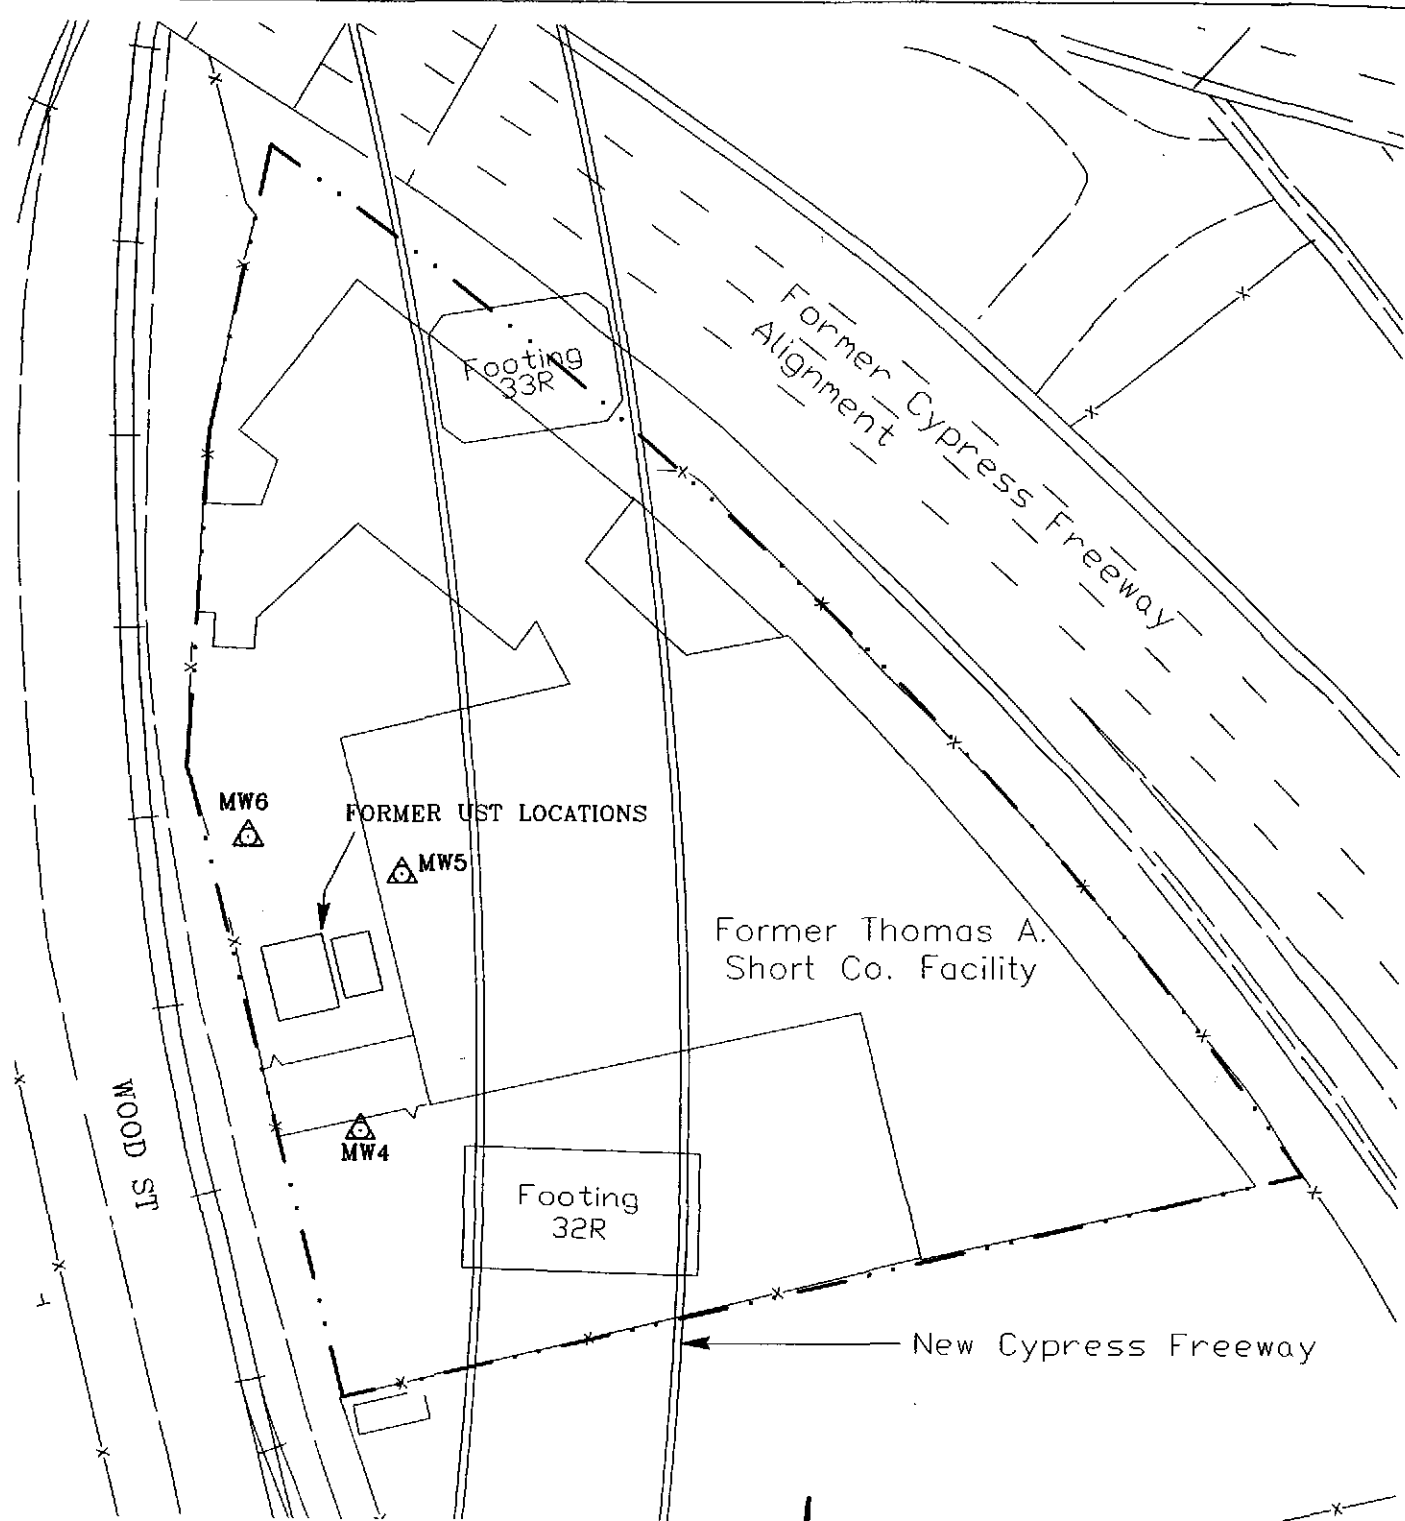 Footing
33R
Former Cypress Freeway
Alignment
MW6
FORMER UST LOCATIONS
MW5
Former Thomas A.
Short Co. Facility
WOOD ST
MW4
Footing
32R
New Cypress Freeway